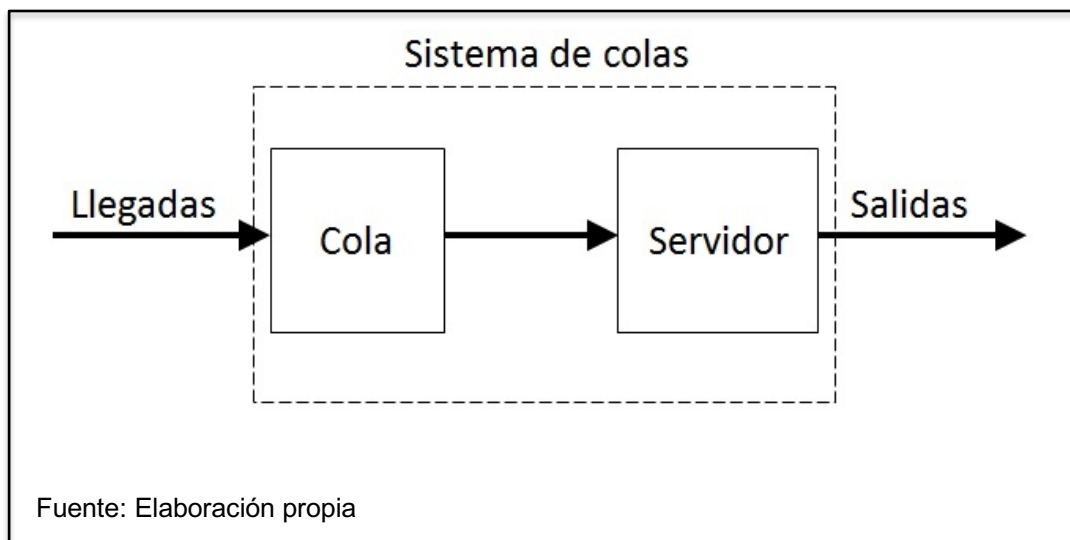 Sistema de colas
Llegadas
Cola
Servidor
Salidas
Fuente: Elaboración propia